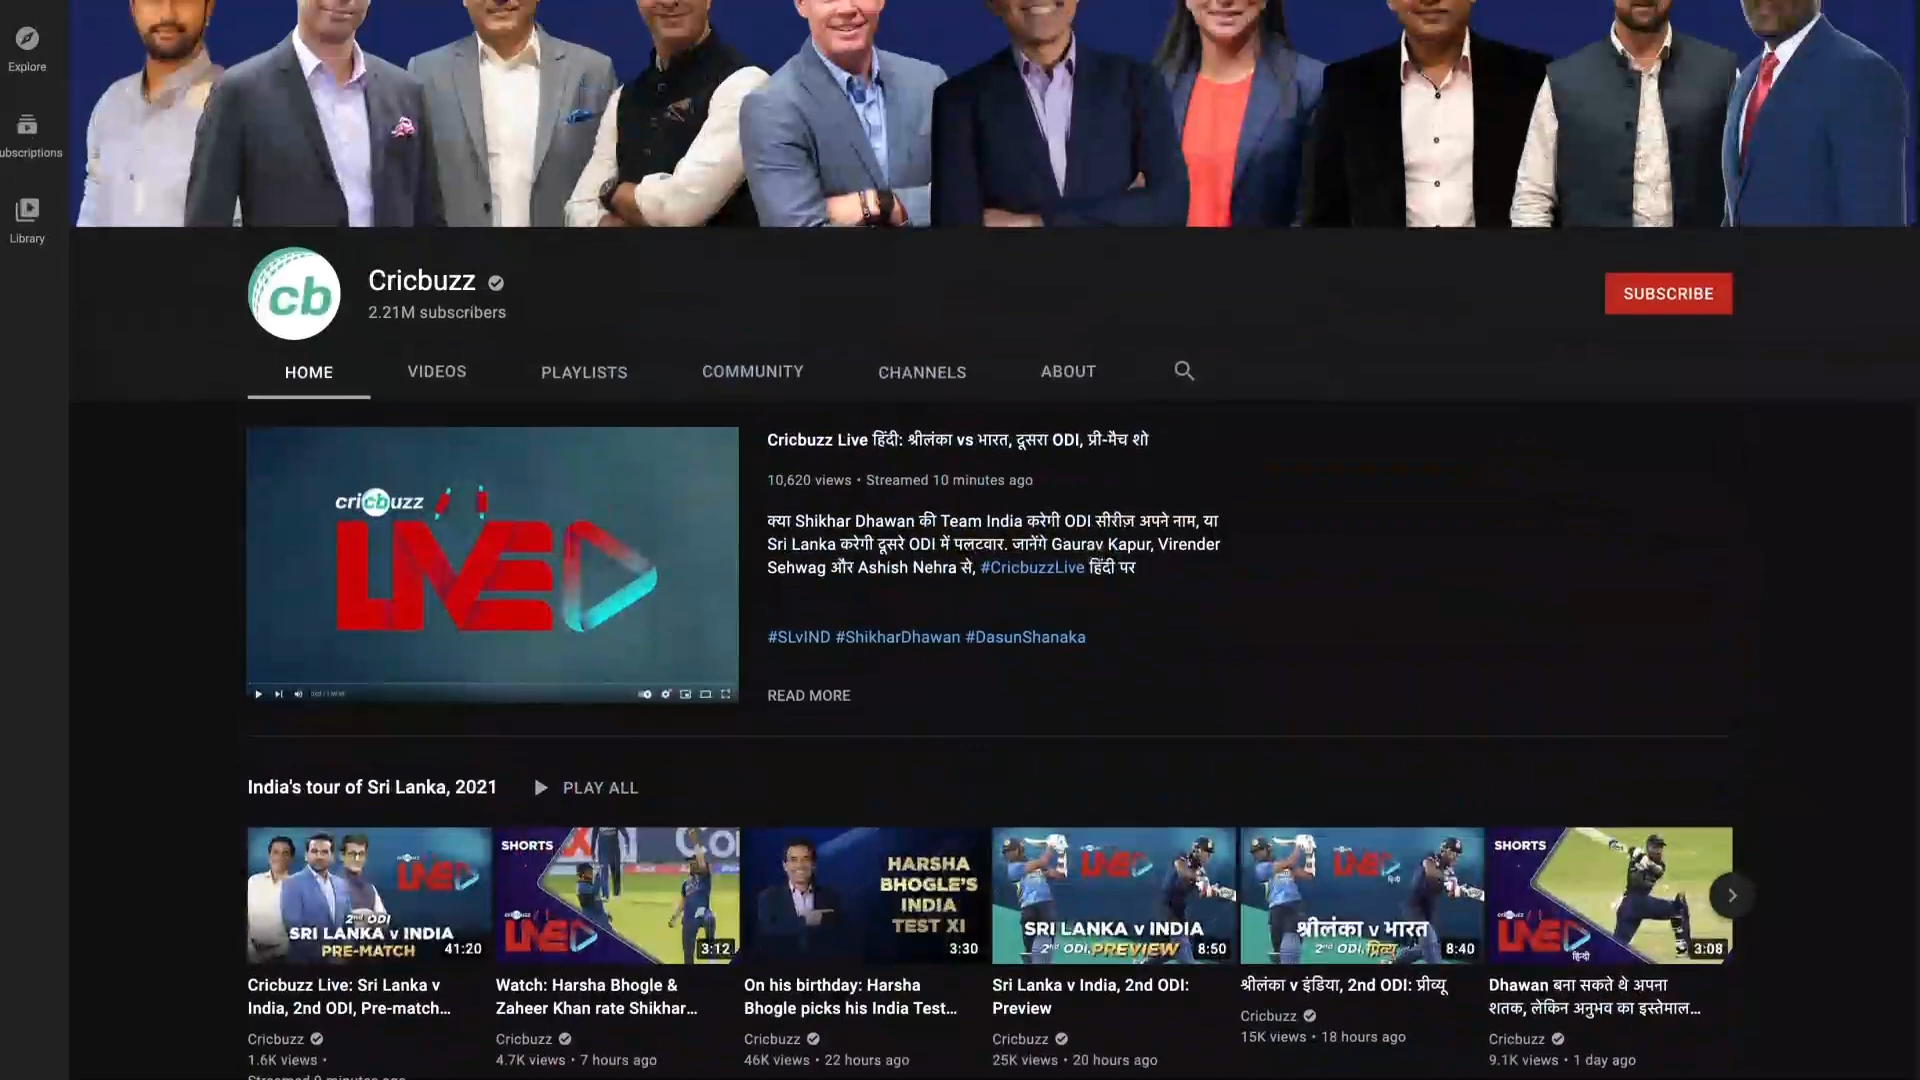 Explore
ubscriptions
Library
cb
Cricbuzz
2.21M subscribers
SUBSCRIBE
HOME VIDEOS PLAYLISTS COMMUNITY CHANNELS ABOUT
cricbuzz
LIVE
Cricbuzz Live हिंदी: श्रीलंका vs भारत, दूसरा ODI, प्री-मैच शो
10,620 views • Streamed 10 minutes ago
क्या Shikhar Dhawan की Team India करेगी ODI सीरीज़ अपने नाम, या
Sri Lanka करेगी दूसरे ODI में पलटवार. जानेंगे Gaurav Kapur, Virender
Sehwag और Ashish Nehra से, #CricbuzzLive हिंदी पर
#SLvIND #ShikharDhawan #DasunShanaka
READ MORE
India's tour of Sri Lanka, 2021 PLAY ALL
LIVE
2nd ODI
SRI LANKA v INDIA
PRE-MATCH
41:20
Cricbuzz Live: Sri Lanka v
India, 2nd ODI, Pre-match...
Cricbuzz
1.6K views •
Streamed 9 minutes ago
SHORTS
LIVE
3:12
Watch: Harsha Bhogle &
Zaheer Khan rate Shikhar...
Cricbuzz
4.7K views • 7 hours ago
HARSHA
BHOGLE'S
INDIA
TEST XI
3:30
On his birthday: Harsha
Bhogle picks his India Test...
Cricbuzz
46K views • 22 hours ago
LIVE
SRI LANKA v INDIA
2nd ODI, PREVIEW
8:50
Sri Lanka v India, 2nd ODI:
Preview
Cricbuzz
25K views • 20 hours ago
LIVE
हिंदी
श्रीलंका v भारत
2nd ODI, प्रिव्यू
8:40
श्रीलंका v इंडिया, 2nd ODI: प्रीव्यू
Cricbuzz
15K views • 18 hours ago
SHORTS
LIVE
हिंदी
3:08
Dhawan बना सकते थे अपना
शतक, लेकिन अनुभव का इस्तेमाल...
Cricbuzz
9.1K views • 1 day ago